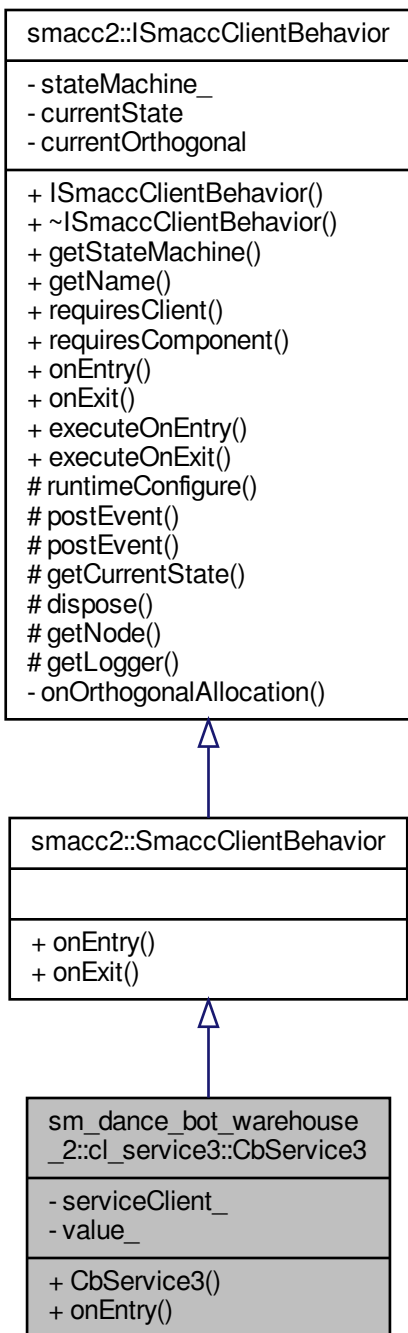 smacc2::ISmaccClientBehavior
- stateMachine_
- currentState
- currentOrthogonal
+ ISmaccClientBehavior()
+ ~ISmaccClientBehavior()
+ getStateMachine()
+ getName()
+ requiresClient()
+ requiresComponent()
+ onEntry()
+ onExit()
+ executeOnEntry()
+ executeOnExit()
# runtimeConfigure()
# postEvent()
# postEvent()
# getCurrentState()
# dispose()
# getNode()
# getLogger()
- onOrthogonalAllocation()
smacc2::SmaccClientBehavior
+ onEntry()
+ onExit()
sm_dance_bot_warehouse
_2::cl_service3::CbService3
- serviceClient_
- value_
+ CbService3()
+ onEntry()